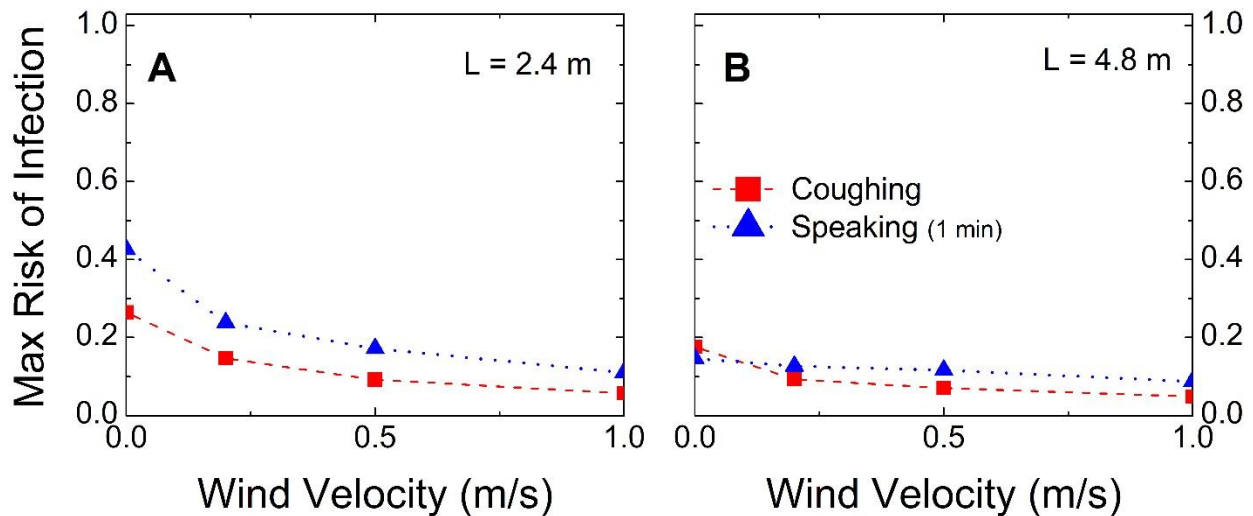 A
L = 2.4 m
Max Risk of Infection
1.0
0.8
0.6
0.4
0.2
0.0
0.0
0.5
1.0
Wind Velocity (m/s)
B
L = 4.8 m
Coughing
Speaking (1 min)
1.0
0.8
0.6
0.4
0.2
0.0
0.0
0.5
1.0
Wind Velocity (m/s)